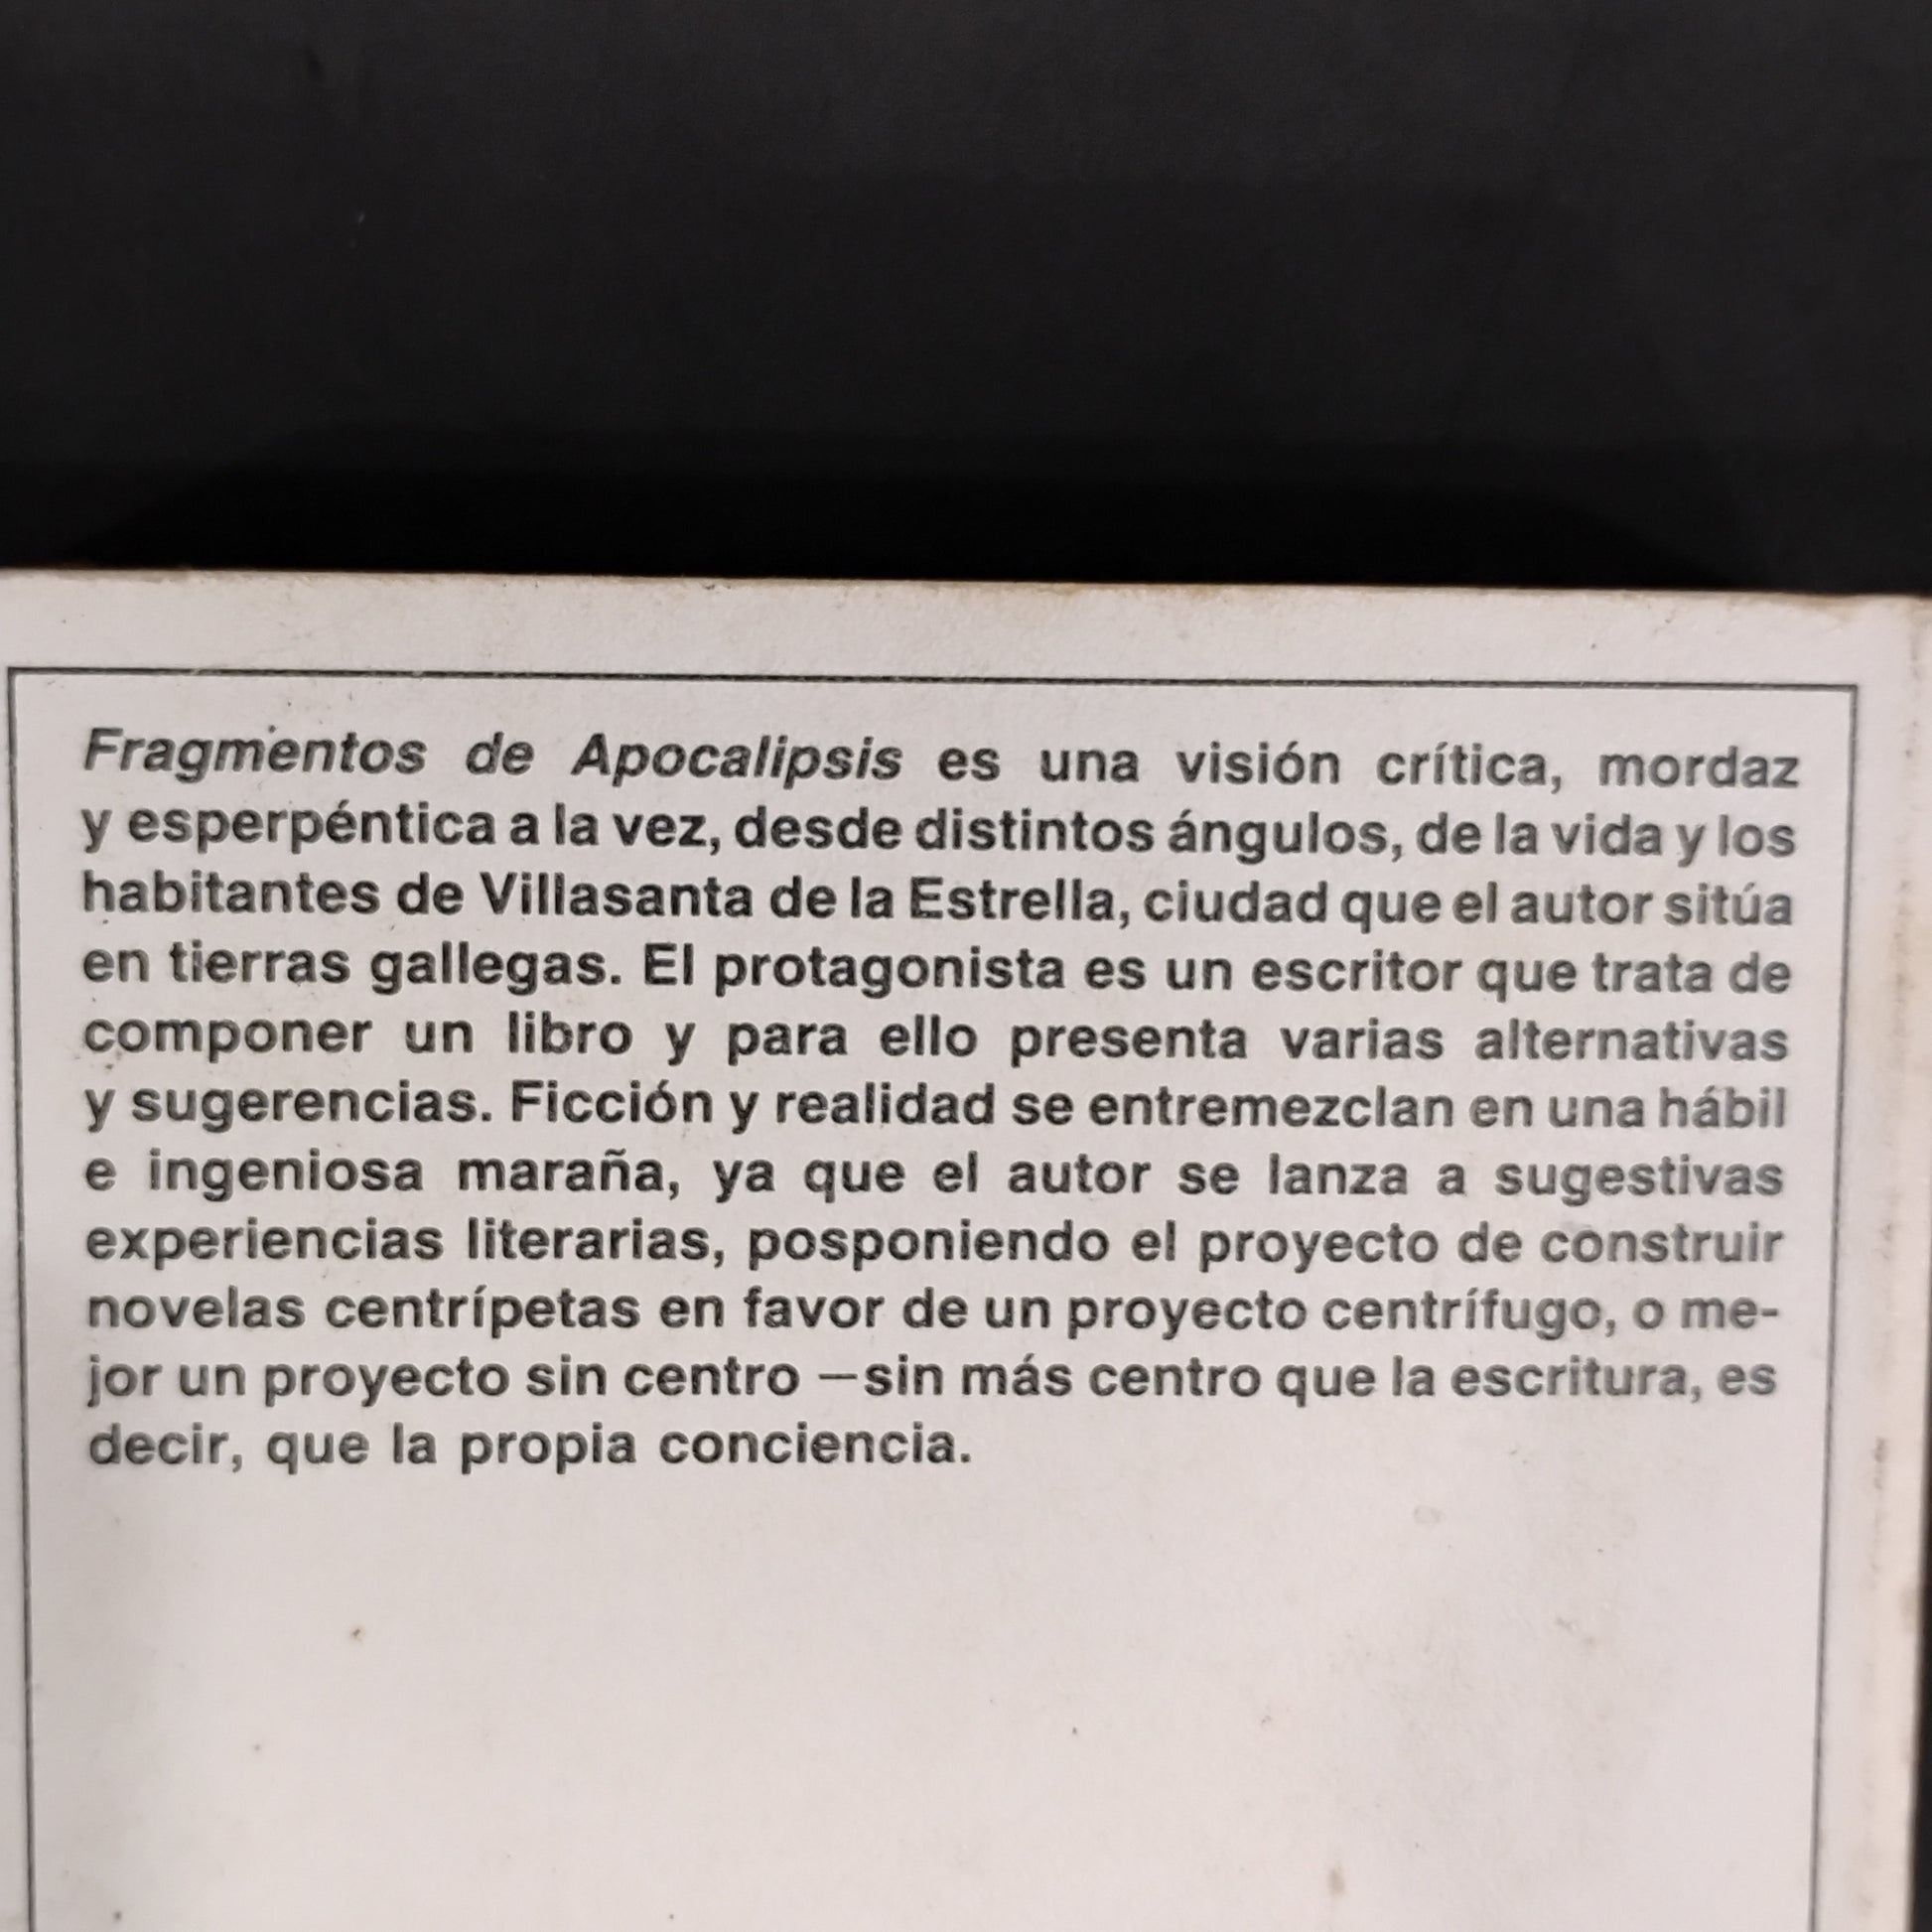 Fragmentos de Apocalipsis es una visión crítica, mordaz
y esperpéntica a la vez, desde distintos ángulos, de la vida y los
habitantes de Villasanta de la Estrella, ciudad que el autor sitúa
en tierras gallegas. El protagonista es un escritor que trata de
componer un libro y para ello presenta varias alternativas
y sugerencias. Ficción y realidad se entremezclan en una hábil
e ingeniosa maraña, ya que el autor se lanza a sugestivas
experiencias literarias, posponiendo el proyecto de construir
novelas centrípetas en favor de un proyecto centrífugo, o me-
jor un proyecto sin centro —sin más centro que la escritura, es
decir, que la propia conciencia.